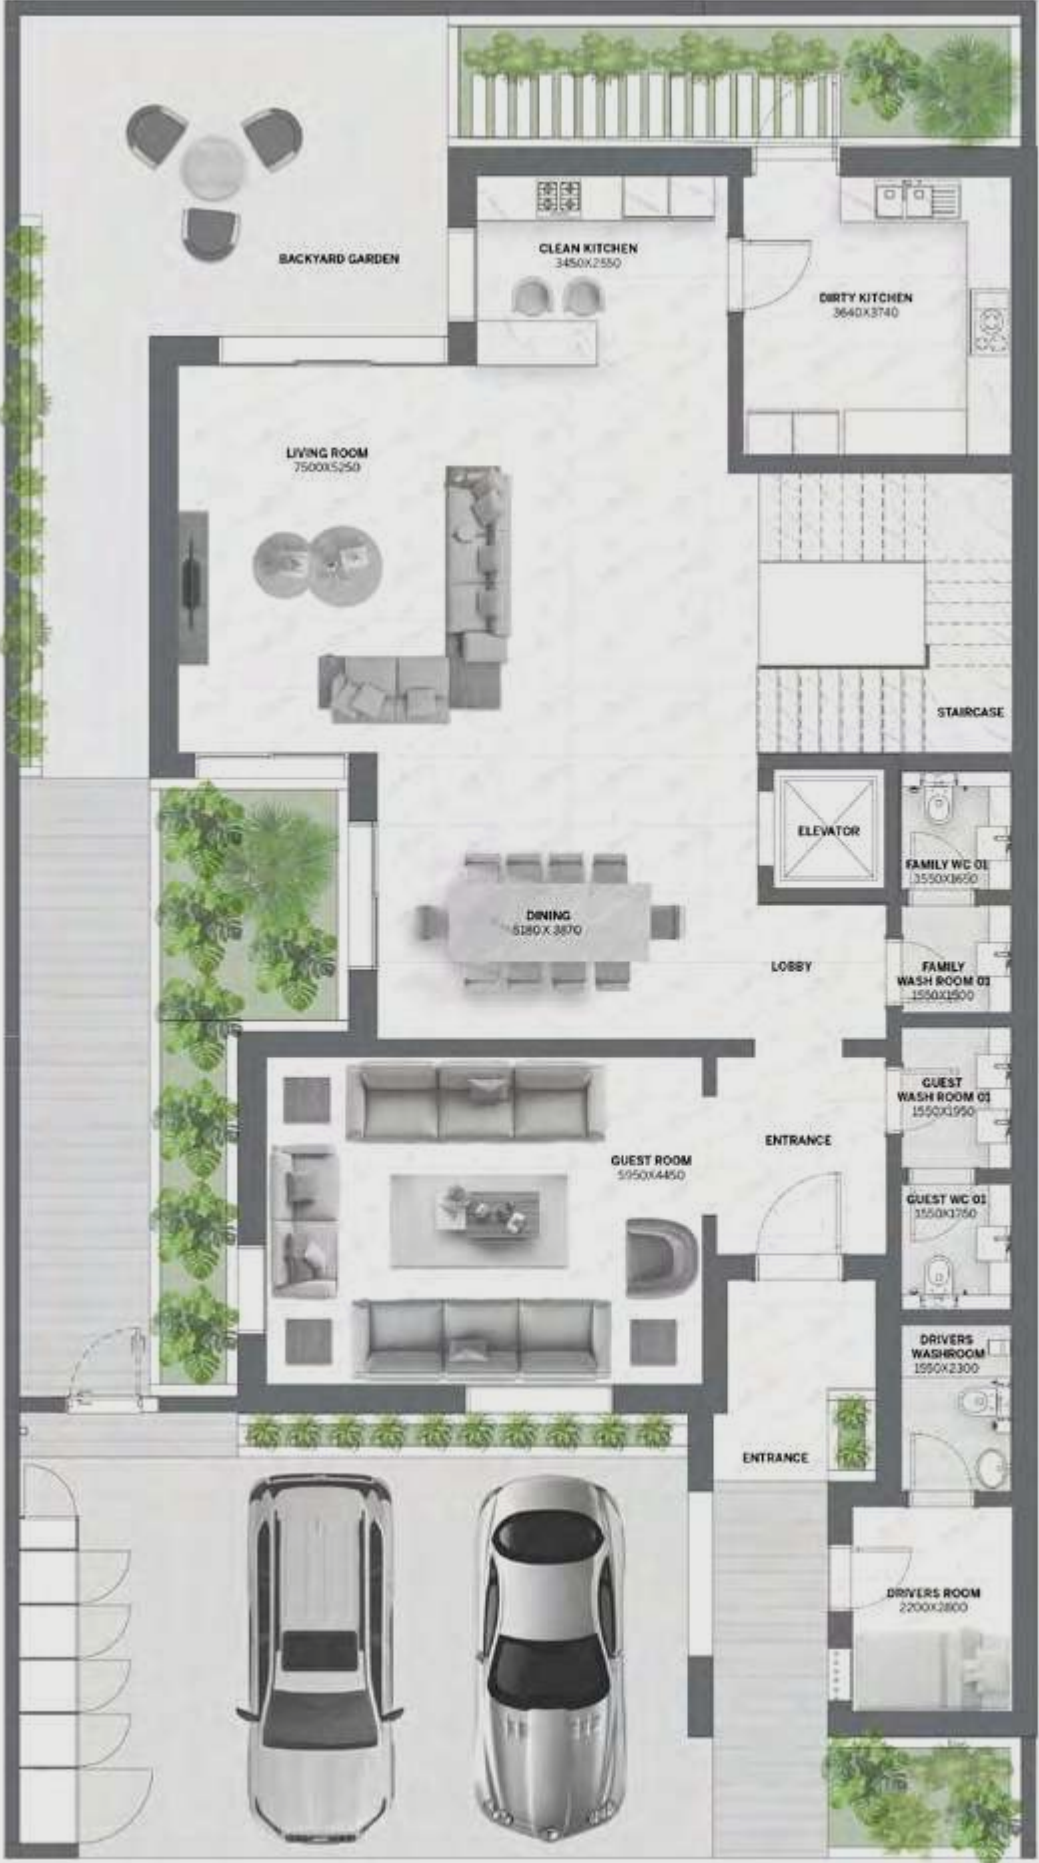 BACKYARD GARDEN
CLEAN KITCHEN
3450X2550
DIRTY KITCHEN
3640X3740
LIVING ROOM
7500X5250
STAIRCASE
ELEVATOR
FAMILY WC 01
1550X1650
DINING
5180 X 3870
LOBBY
FAMILY
WASH ROOM 01
1550X1500
GUEST
WASH ROOM 01
1550X1950
ENTRANCE
GUEST ROOM
5950X4450
GUEST WC 01
1550X1750
DRIVERS
WASHROOM
1550X2300
ENTRANCE
DRIVERS ROOM
2200X2800